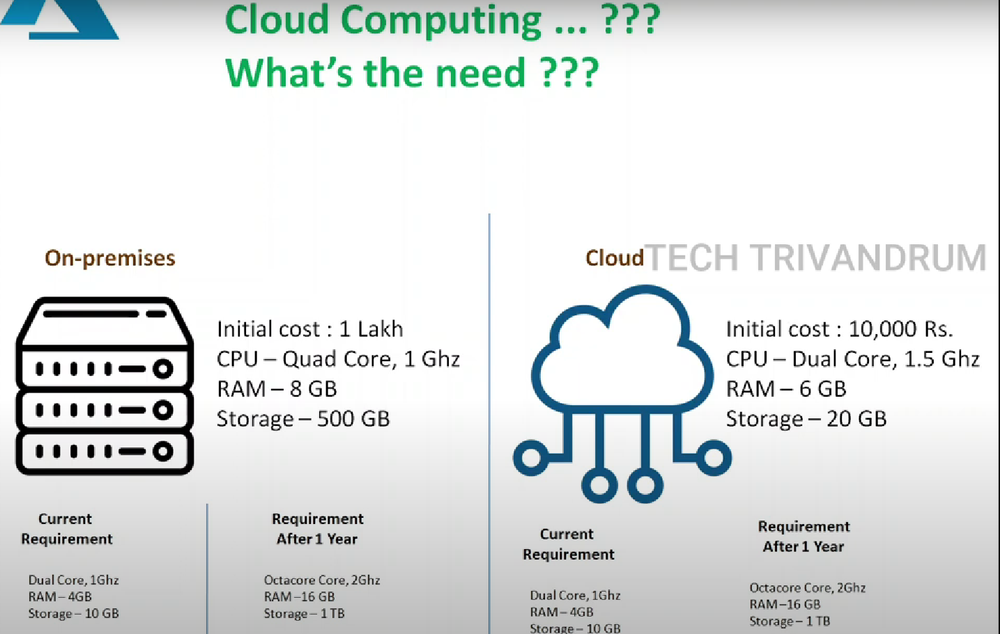 Cloud Computing ... ???
What's the need ???
On-premises
Initial cost : 1 Lakh
CPU – Quad Core, 1 Ghz
RAM – 8 GB
Storage – 500 GB
Current
Requirement
Dual Core, 1Ghz
RAM – 4GB
Storage – 10 GB
Requirement
After 1 Year
Octacore Core, 2Ghz
RAM –16 GB
Storage – 1 TB
Cloud
TECH TRIVANDRUM
Initial cost : 10,000 Rs.
CPU – Dual Core, 1.5 Ghz
RAM – 6 GB
Storage – 20 GB
Current
Requirement
Dual Core, 1Ghz
RAM – 4GB
Storage – 10 GB
Requirement
After 1 Year
Octacore Core, 2Ghz
RAM –16 GB
Storage – 1 TB